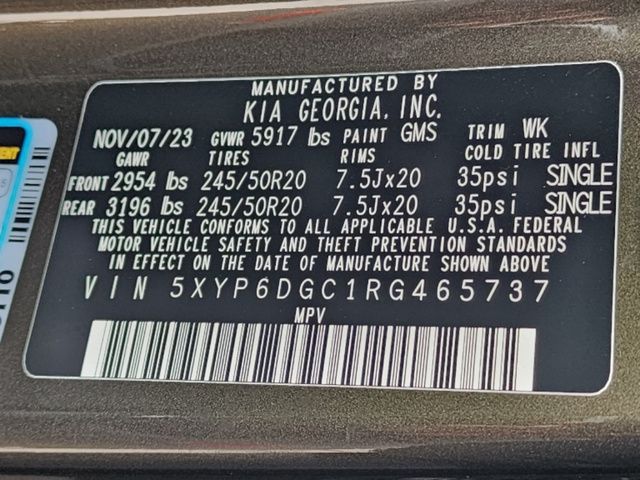 MANUFACTURED BY
KIA GEORGIA, INC.
NOV/07/23 GVWR 5917 lbs PAINT GMS TRIM WK
GAWR TIRES RIMS COLD TIRE INFL
FRONT 2954 lbs 245/50R20 7.5Jx20 35psi SINGLE
REAR 3196 lbs 245/50R20 7.5Jx20 35psi SINGLE
THIS VEHICLE CONFORMS TO ALL APPLICABLE U.S.A. FEDERAL
MOTOR VEHICLE SAFETY AND THEFT PREVENTION STANDARDS
IN EFFECT ON THE DATE OF MANUFACTURE SHOWN ABOVE
VIN 5XYP6DGC1RG465737
MPV